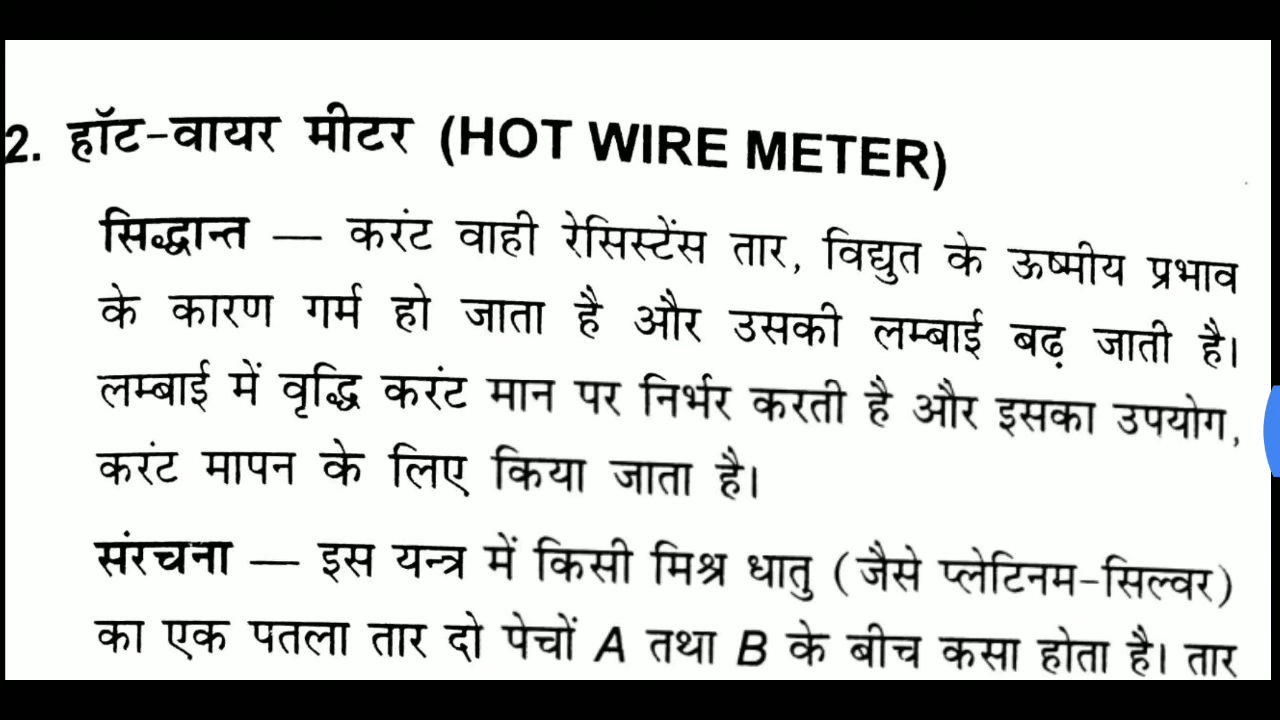 2. हॉट-वायर मीटर (HOT WIRE METER)
सिद्धान्त — करंट वाही रेसिस्टेंस तार, विद्युत के ऊष्मीय प्रभाव
के कारण गर्म हो जाता है और उसकी लम्बाई बढ़ जाती है।
लम्बाई में वृद्धि करंट मान पर निर्भर करती है और इसका उपयोग,
करंट मापन के लिए किया जाता है।
संरचना — इस यन्त्र में किसी मिश्र धातु (जैसे प्लेटिनम-सिल्वर)
का एक पतला तार दो पेचों A तथा B के बीच कसा होता है। तार